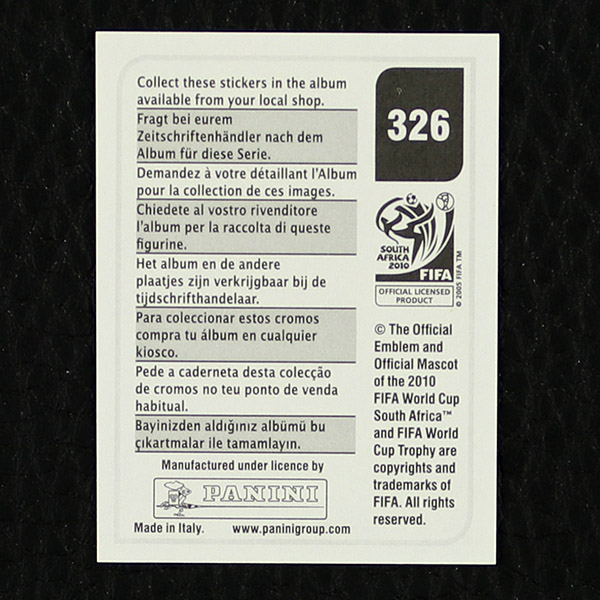 Collect these stickers in the album
available from your local shop.
Fragt bei eurem
Zeitschriftenhändler nach dem
Album für diese Serie.
Demandez à votre détaillant l'Album
pour la collection de ces images.
Chiedete al vostro rivenditore
l'album per la raccolta di queste
figurine.
Het album en de andere
plaatjes zijn verkrijgbaar bij de
tijdschrifthandelaar.
Para coleccionar estos cromos
compra tu álbum en cualquier
kiosco.
Pede a caderneta desta colecção
de cromos no teu ponto de venda
habitual.
Bayinizden aldığınız albümü bu
çıkartmalar ile tamamlayın.
Manufactured under licence by
PANINI
Made in Italy. www.paninigroup.com
326
SOUTH
AFRICA
2010
FIFA
OFFICIAL LICENSED
PRODUCT
© 2005 FIFA TM
© The Official
Emblem and
Official Mascot
of the 2010
FIFA World Cup
South Africa™
and FIFA World
Cup Trophy are
copyrights and
trademarks of
FIFA. All rights
reserved.